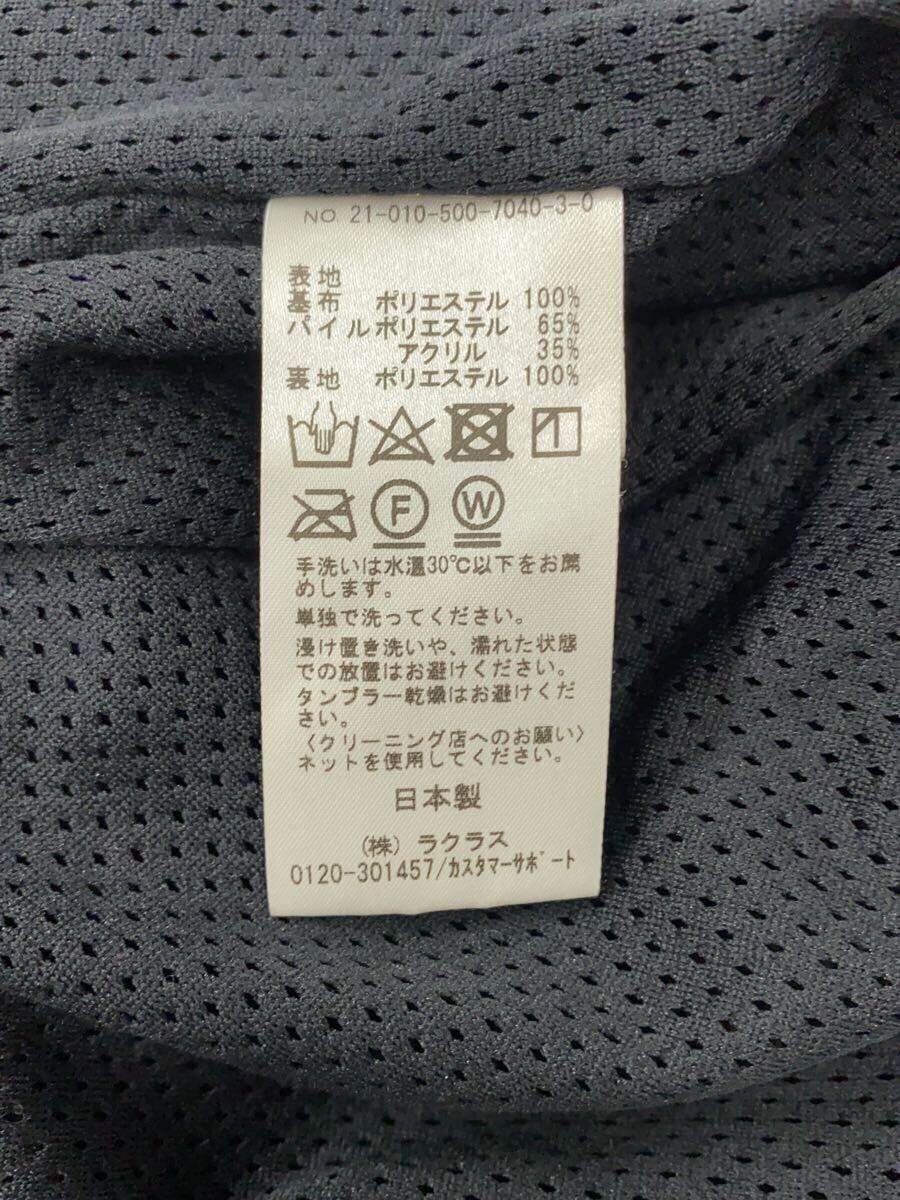 NO 21-010-500-7040-3-0
表地
基布 ポリエステル 100%
パイル ポリエステル 65%
アクリル 35%
裏地 ポリエステル 100%
F W
手洗いは水温30℃以下をお薦
めします。
単独で洗ってください。
浸け置き洗いや、濡れた状態
での放置はお避けください。
タンブラー乾燥はお避けくだ
さい。
〈クリーニング店へのお願い〉
ネットを使用してください。
日本製
(株) ラクラス
0120-301457/カスタマーサポート